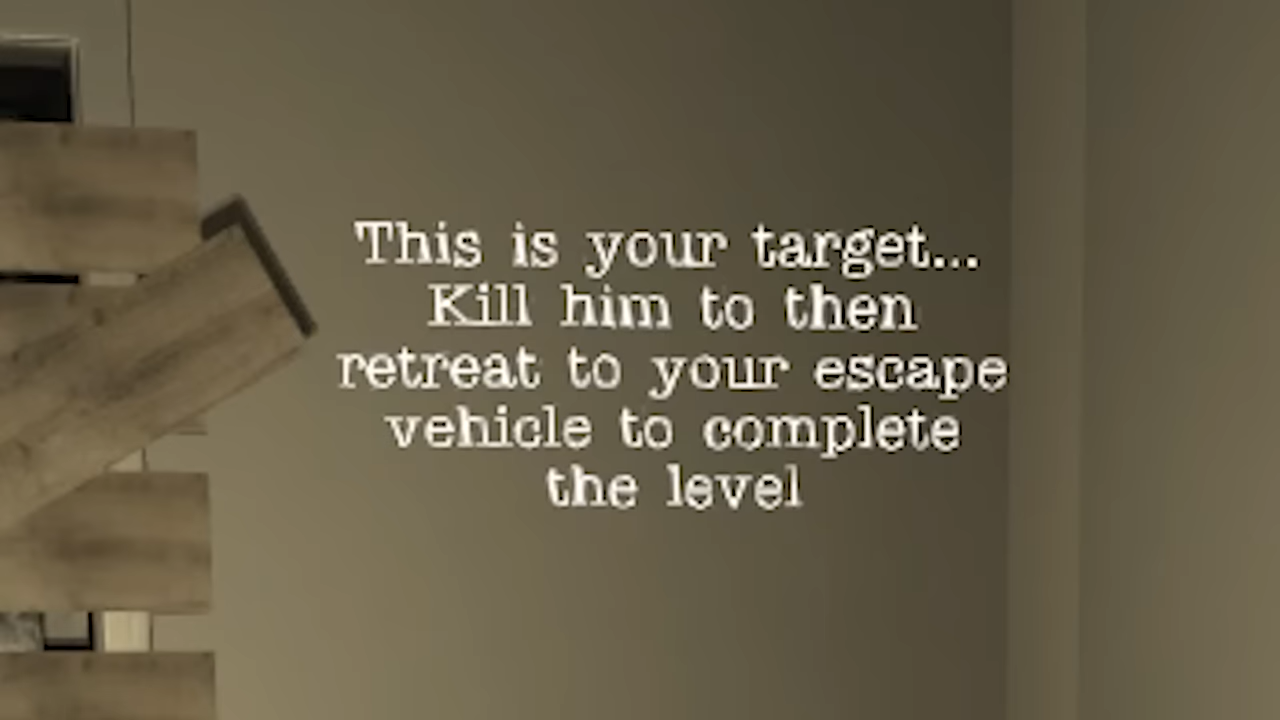 This is your target...
Kill him to then
retreat to your escape
vehicle to complete
the level